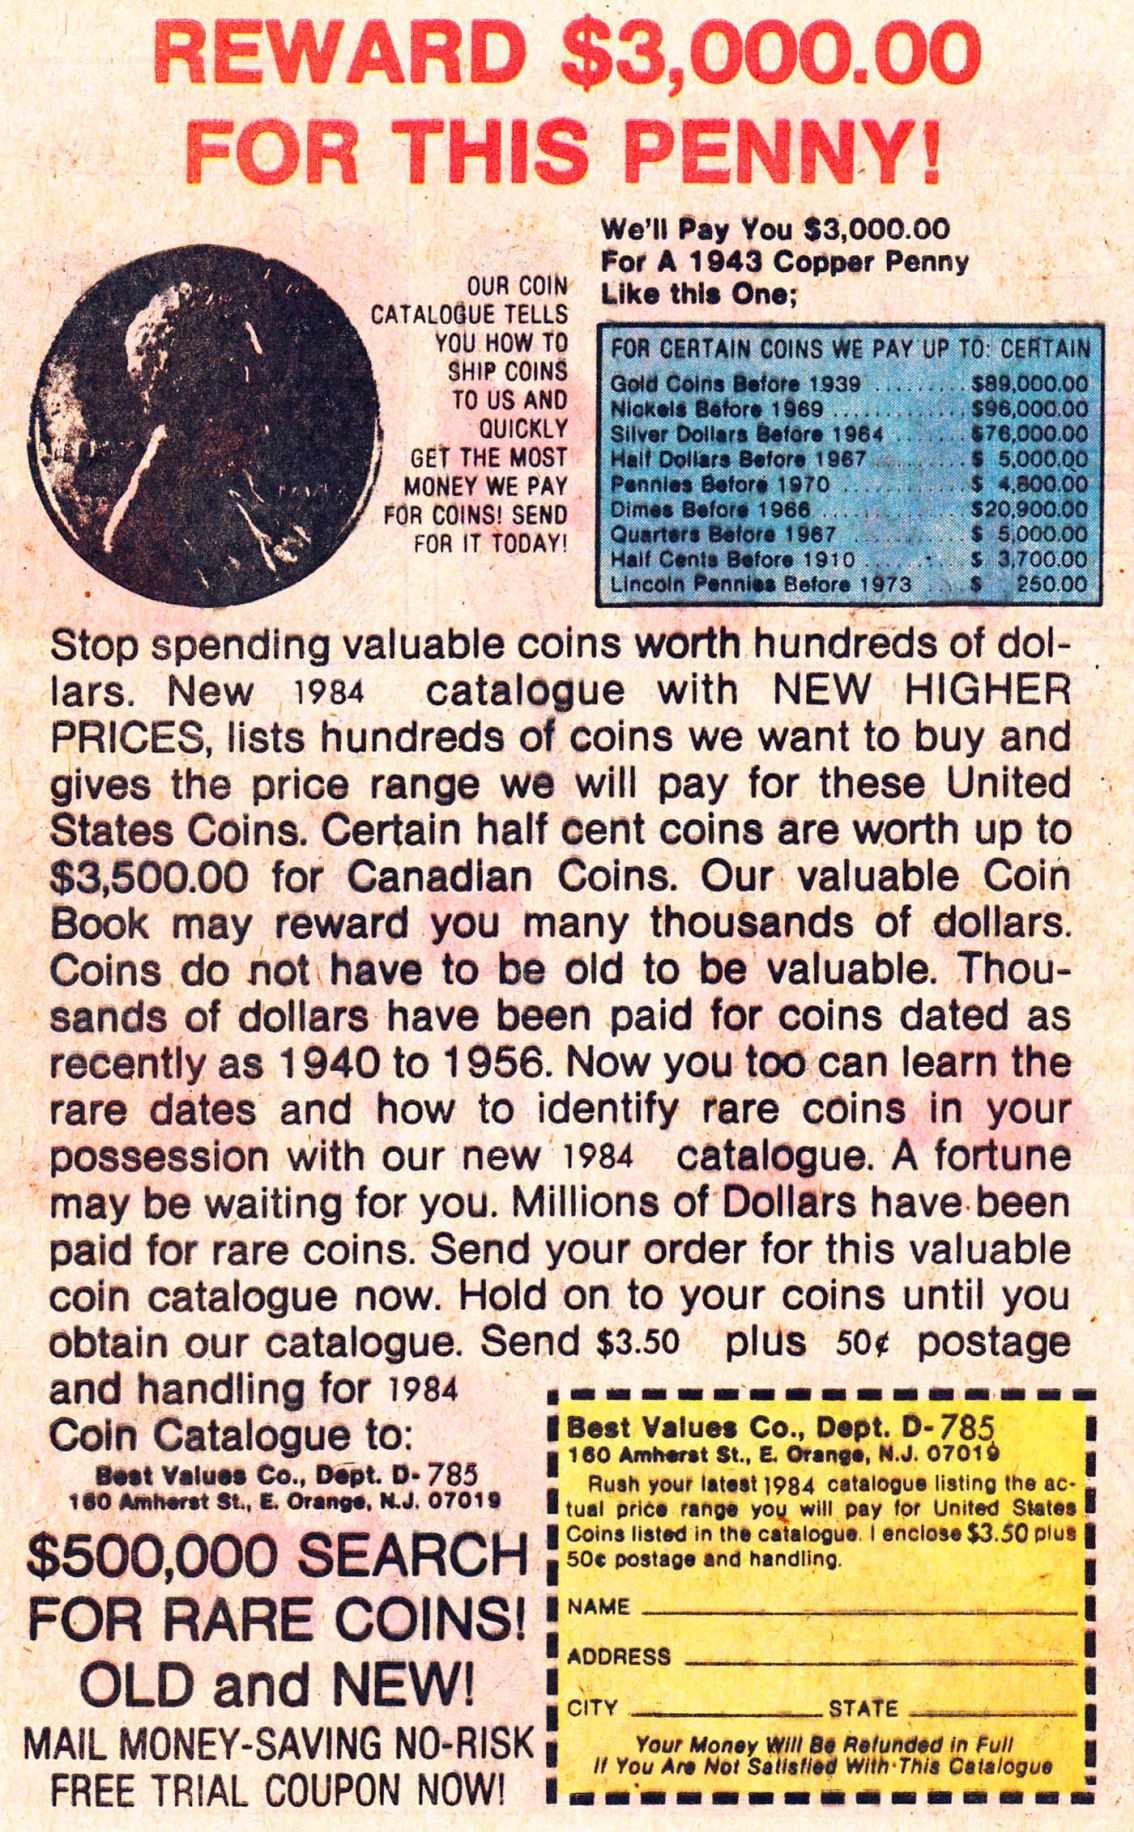 REWARD $3,000.00
FOR THIS PENNY!
OUR COIN
CATALOGUE TELLS
YOU HOW TO
SHIP COINS
TO US AND
QUICKLY
GET THE MOST
MONEY WE PAY
FOR COINS! SEND
FOR IT TODAY!
We'll Pay You $3,000.00
For A 1943 Copper Penny
Like this One;
FOR CERTAIN COINS WE PAY UP TO: CERTAIN
Gold Coins Before 1939 ......... $89,000.00
Nickels Before 1969 ............. $96,000.00
Silver Dollars Before 1964 ....... $76,000.00
Half Dollars Before 1967 ......... $ 5,000.00
Pennies Before 1970 ............ $ 4,800.00
Dimes Before 1966 .............. $20,900.00
Quarters Before 1967 ........... $ 5,000.00
Half Cents Before 1910 .......... $ 3,700.00
Lincoln Pennies Before 1973 .... $ 250.00
Stop spending valuable coins worth hundreds of dol-
lars. New 1984 catalogue with NEW HIGHER
PRICES, lists hundreds of coins we want to buy and
gives the price range we will pay for these United
States Coins. Certain half cent coins are worth up to
$3,500.00 for Canadian Coins. Our valuable Coin
Book may reward you many thousands of dollars.
Coins do not have to be old to be valuable. Thou-
sands of dollars have been paid for coins dated as
recently as 1940 to 1956. Now you too can learn the
rare dates and how to identify rare coins in your
possession with our new 1984 catalogue. A fortune
may be waiting for you. Millions of Dollars have been
paid for rare coins. Send your order for this valuable
coin catalogue now. Hold on to your coins until you
obtain our catalogue. Send $3.50 plus 50¢ postage
and handling for 1984
Coin Catalogue to:
Best Values Co., Dept. D-785
160 Amherst St., E. Orange, N.J. 07019
$500,000 SEARCH
FOR RARE COINS!
OLD and NEW!
MAIL MONEY-SAVING NO-RISK
FREE TRIAL COUPON NOW!
Best Values Co., Dept. D-785
160 Amherst St., E. Orange, N.J. 07019
Rush your latest 1984 catalogue listing the ac-
tual price range you will pay for United States
Coins listed in the catalogue. I enclose $3.50 plus
50¢ postage and handling.
NAME
ADDRESS
CITY STATE
Your Money Will Be Refunded in Full
If You Are Not Satisfied With This Catalogue